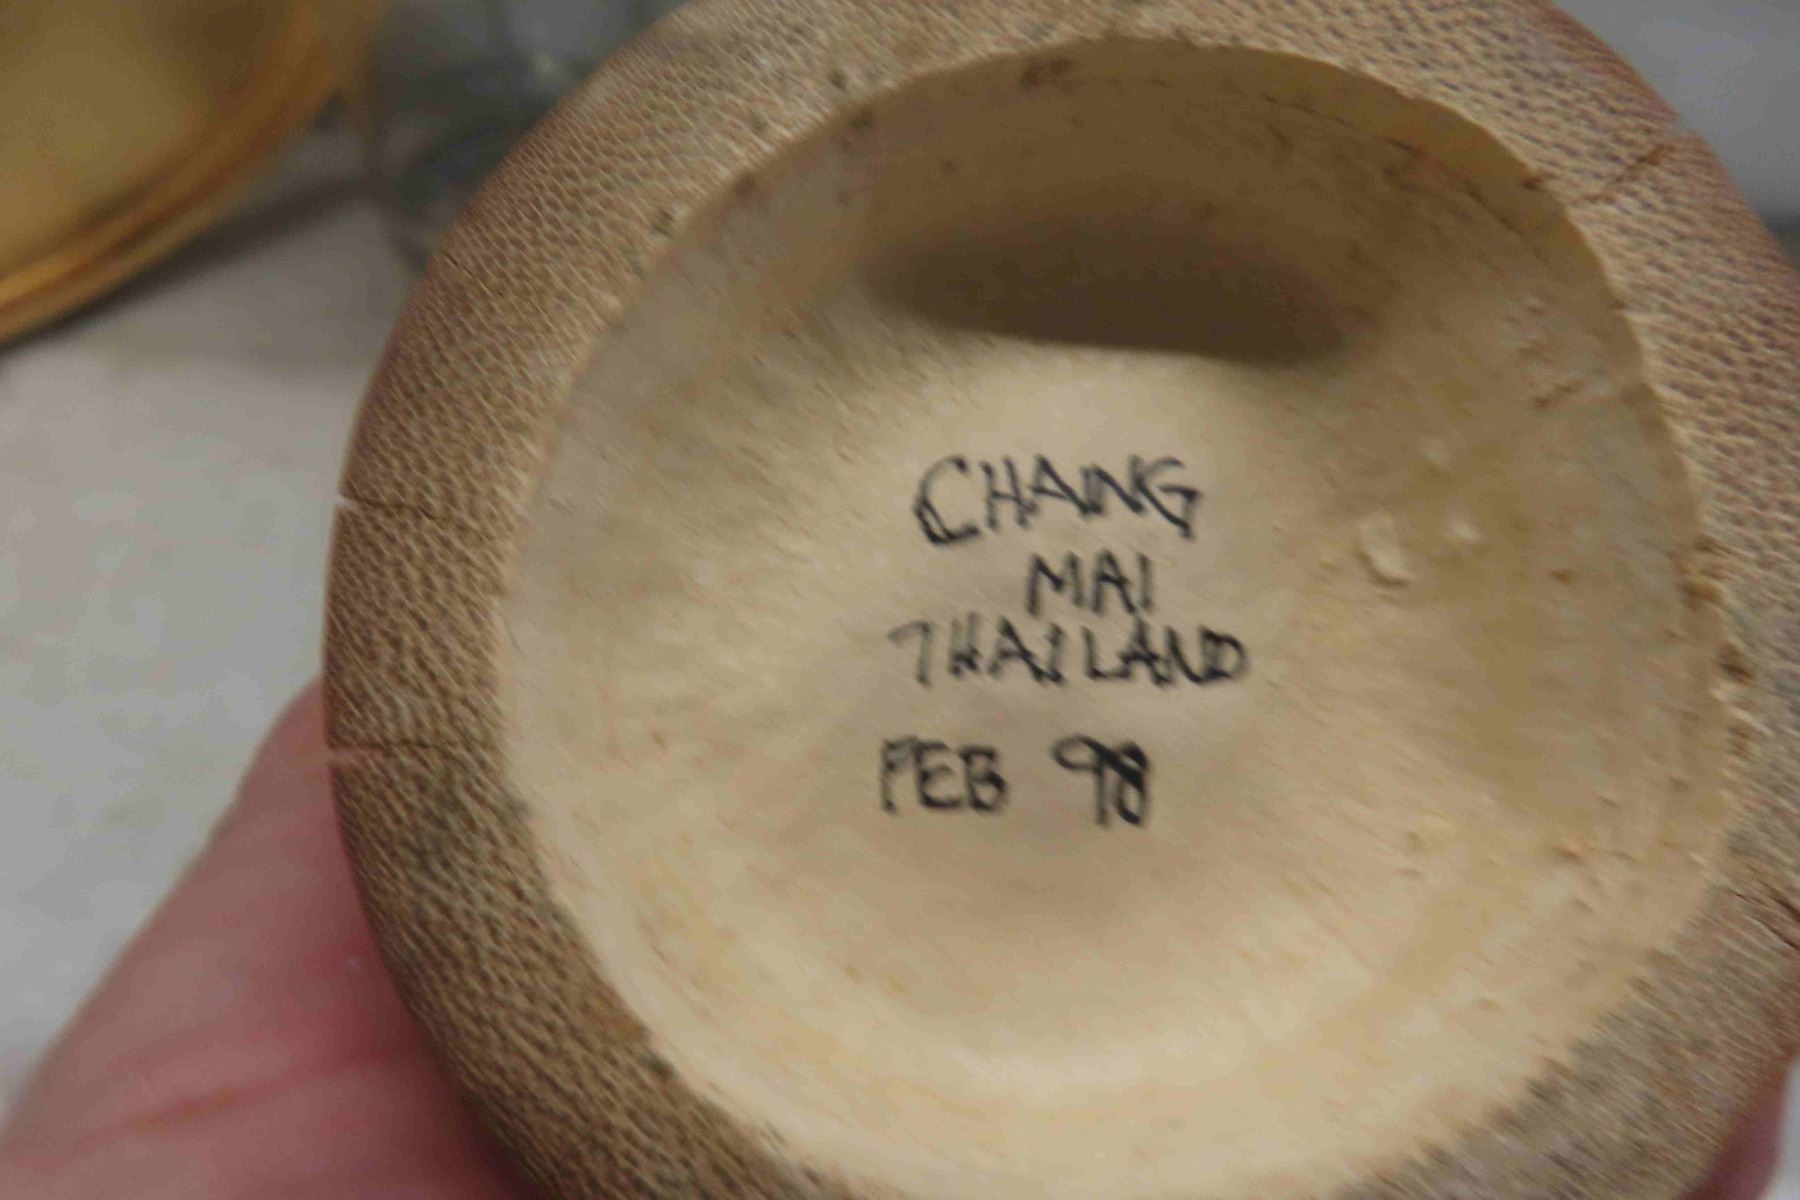 CHAING
MAI
THAILAND
FEB 98